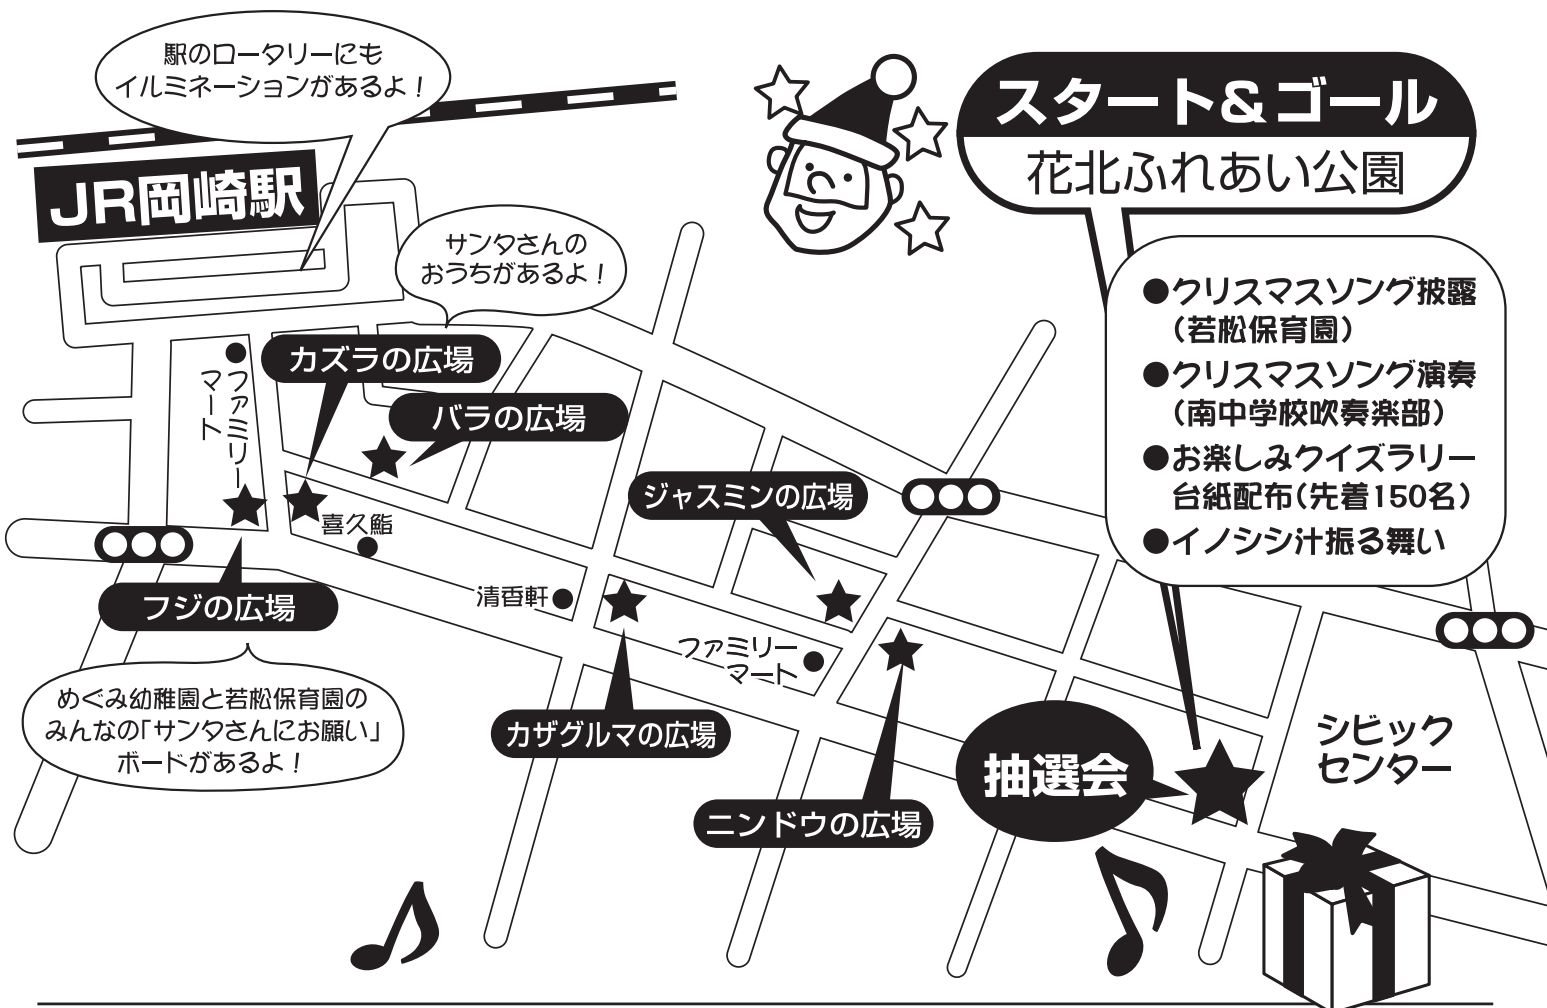 駅のロータリーにも
イルミネーションがあるよ！
JR岡崎駅
スタート&ゴール
花北ふれあい公園
サンタさんの
おうちがあるよ！
●クリスマスソング披露
（若松保育園）
●クリスマスソング演奏
（南中学校吹奏楽部）
●お楽しみクイズラリー
台紙配布（先着150名）
●イノシシ汁振る舞い
カズラの広場
ファミリー
マート
バラの広場
ジャスミンの広場
喜久鮨
フジの広場
清香軒
ファミリー
マート
めぐみ幼稚園と若松保育園の
みんなの「サンタさんにお願い」
ボードがあるよ！
カザグルマの広場
シビック
センター
抽選会
ニンドウの広場